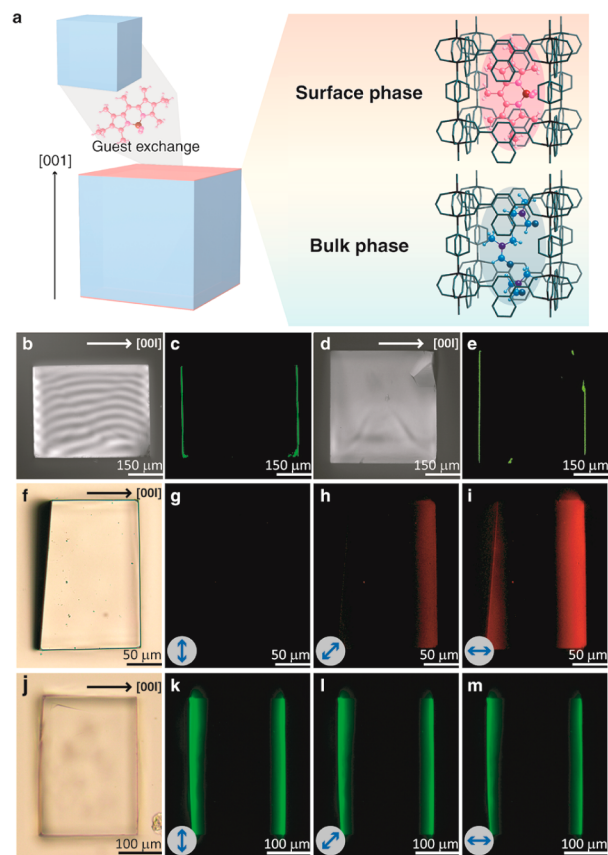 a
Guest exchange
[001]
Surface phase
Bulk phase
b
[00l]
150 μm
c
150 μm
d
[00l]
150 μm
e
150 μm
f
[00l]
50 μm
g
50 μm
h
50 μm
i
50 μm
j
[00l]
100 μm
k
100 μm
l
100 μm
m
100 μm